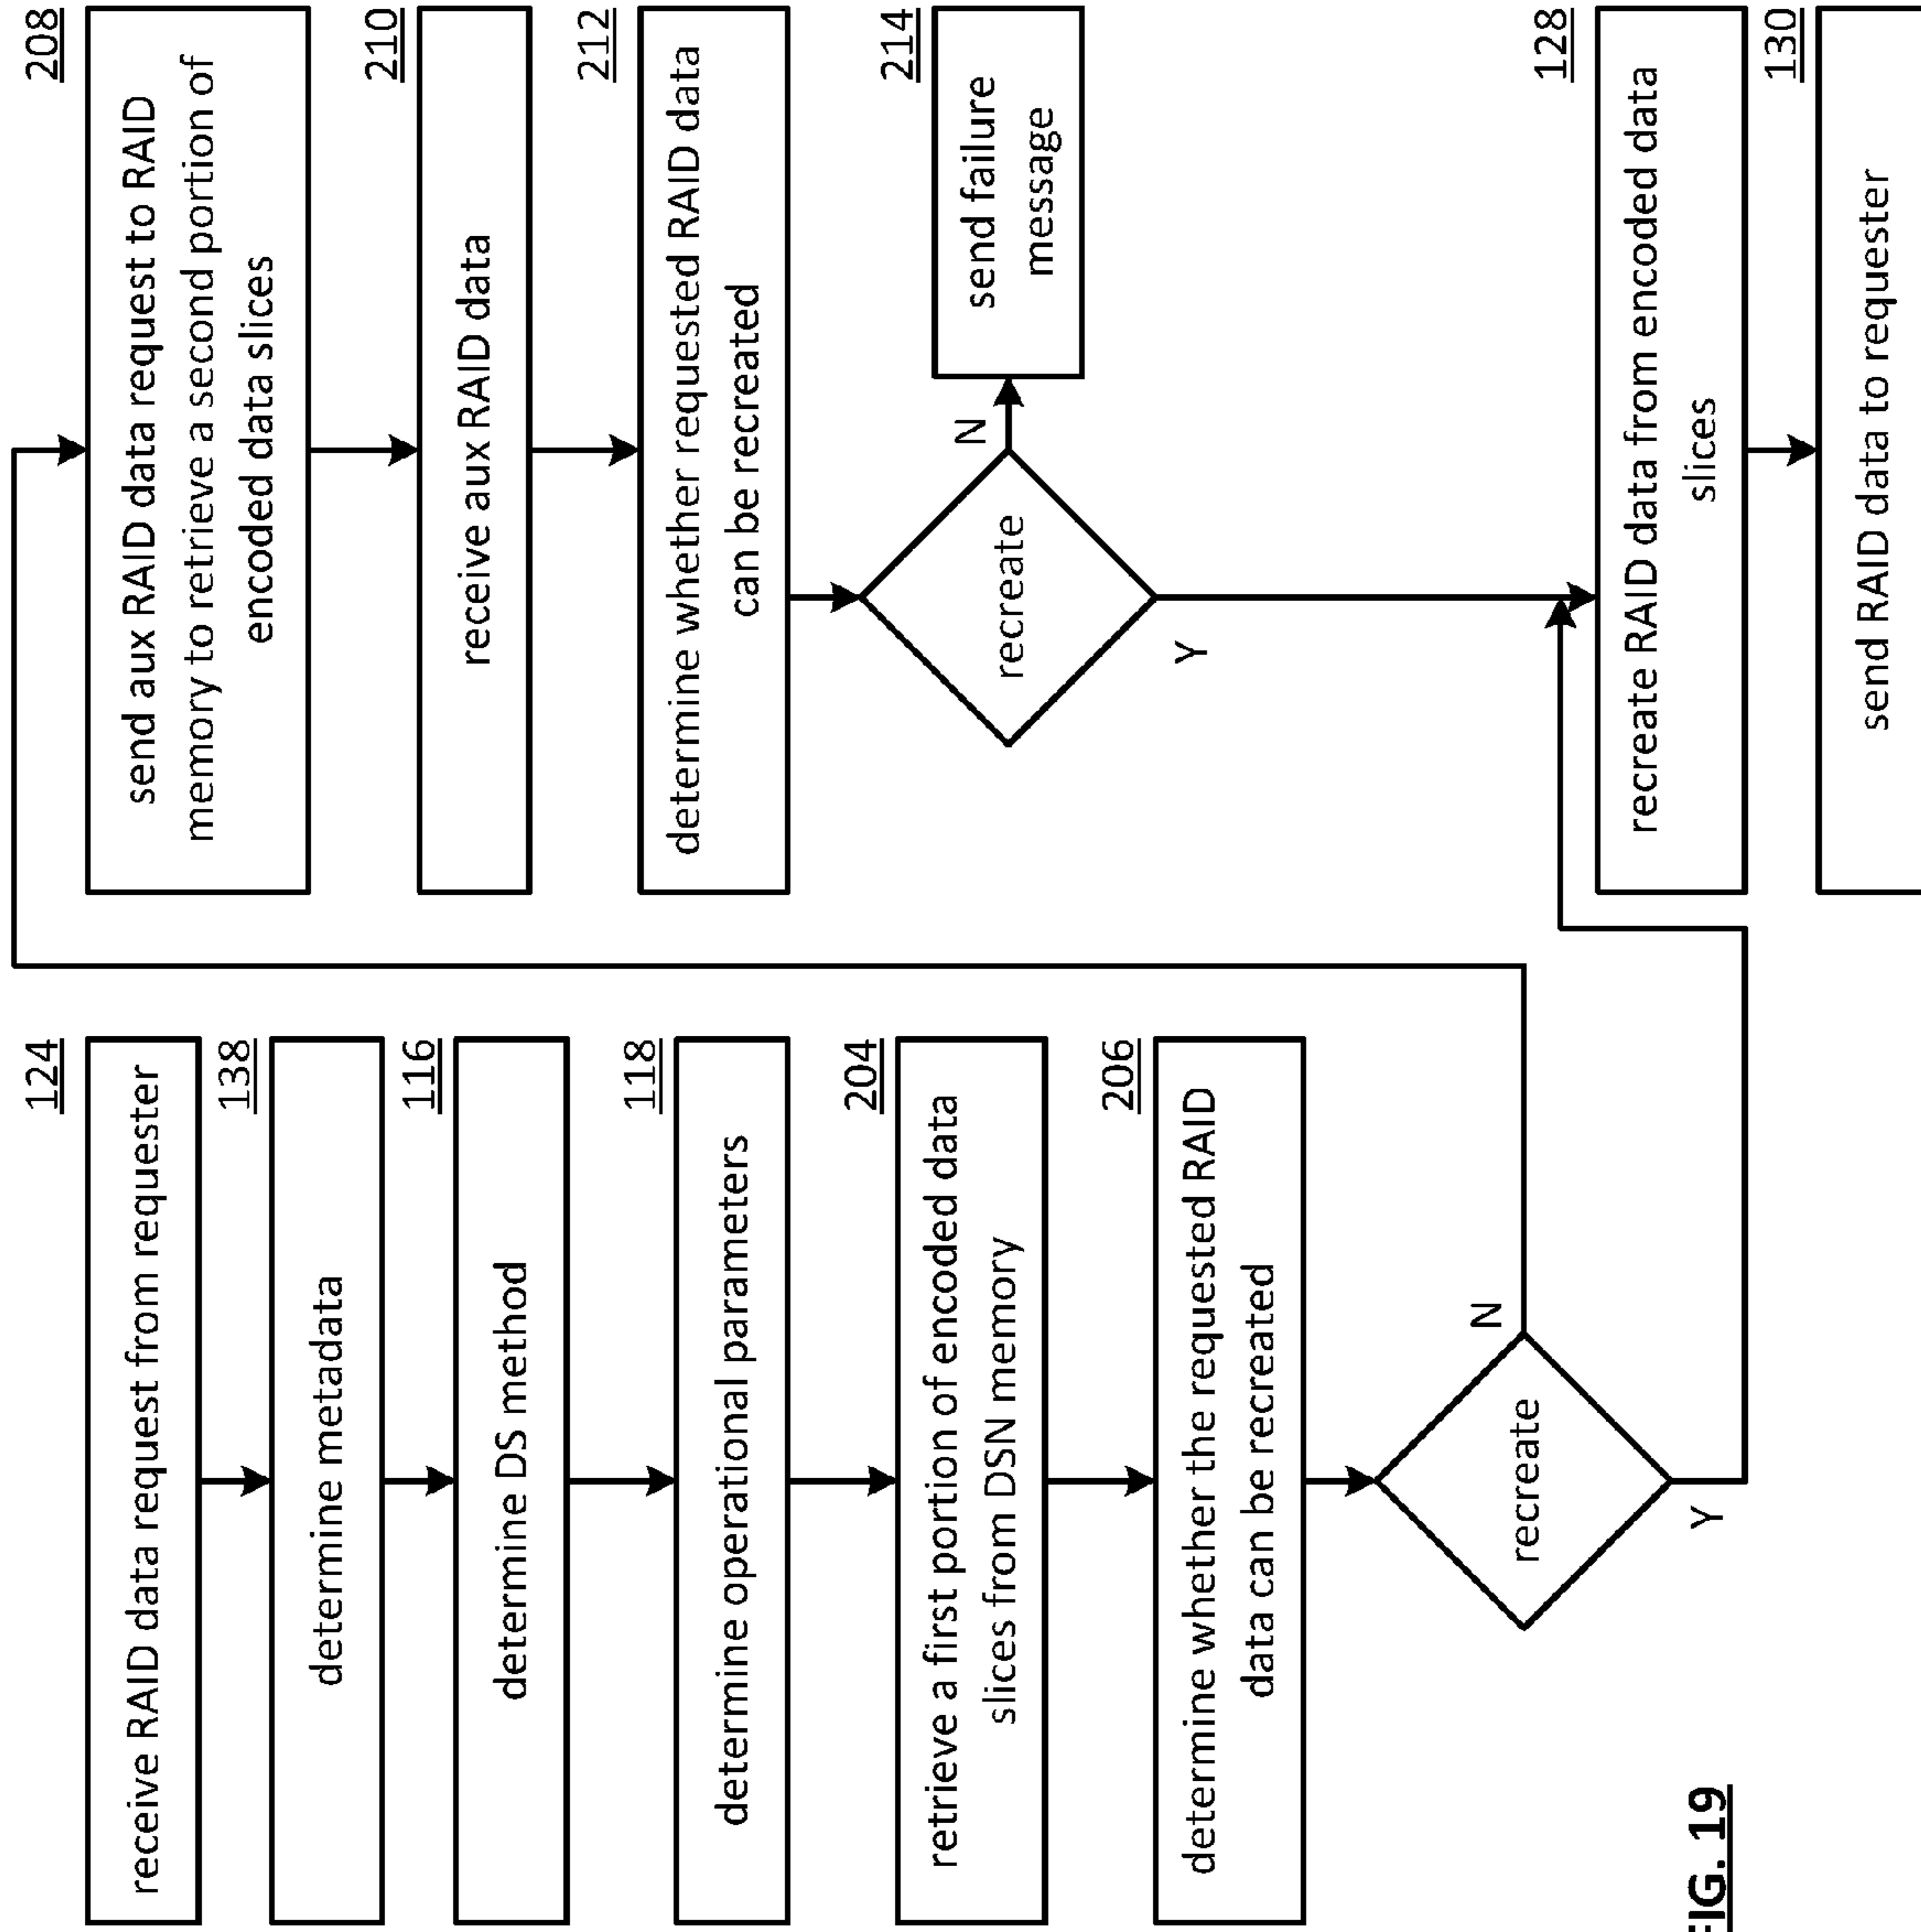 124
receive RAID data request from requester
138
determine metadata
116
determine DS method
118
determine operational parameters
204
retrieve a first portion of encoded data
slices from DSN memory
206
determine whether the requested RAID
data can be recreated
recreate
N
Y
208
send aux RAID data request to RAID
memory to retrieve a second portion of
encoded data slices
210
receive aux RAID data
212
determine whether requested RAID data
can be recreated
recreate
N
214
send failure
message
Y
128
recreate RAID data from encoded data
slices
130
send RAID data to requester
FIG. 19